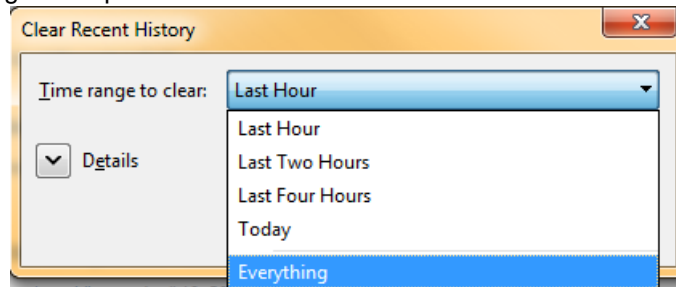 Clear Recent History
X
Time range to clear: Last Hour
Last Hour
Details
Last Two Hours
Last Four Hours
Today
Everything